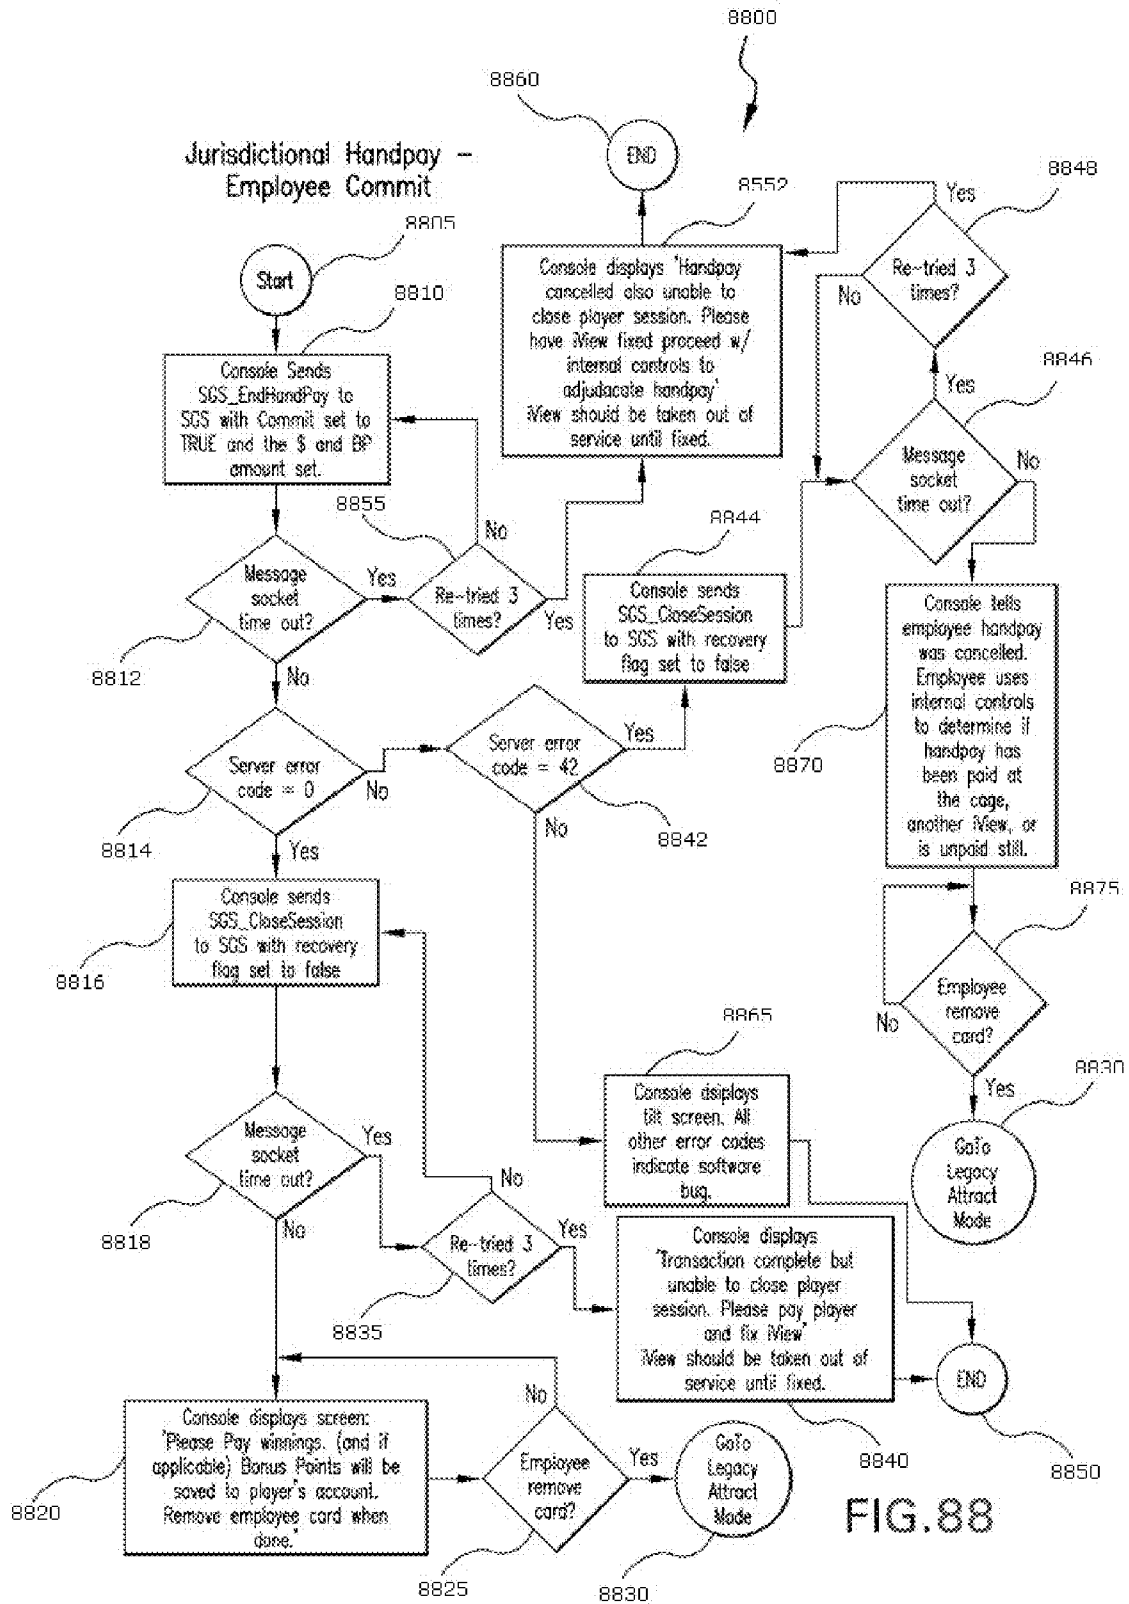 8800
8860
END
Jurisdictional Handpay –
Employee Commit
8552
8848
Yes
8805
Start
8810
Console displays 'Handpay
cancelled also unable to
close player session. Please
have iView fixed proceed w/
internal controls to
adjudacate handpay'
iView should be taken out of
service until fixed.
Re-tried 3
times?
No
8846
Yes
Console Sends
SGS_EndHandPay to
SGS with Commit set to
TRUE and the $ and BP
amount set.
Message
socket
time out?
No
8855
No
8844
Message
socket
time out?
Yes
Re-tried 3
times?
Yes
Console sends
SGS_CloseSession
to SGS with recovery
flag set to false
8812
No
Console tells
employee handpay
was cancelled.
Employee uses
internal controls
to determine if
handpay has
been paid at
the cage,
another iView, or
is unpaid still.
8870
Server error
code = 0
No
Server error
code = 42
Yes
No
8842
8814
Yes
Console sends
SGS_CloseSession
to SGS with recovery
flag set to false
8816
8875
Employee
remove
card?
No
Yes
8865
Console dsiplays
tilt screen. All
other error codes
indicate software
bug.
8830
GoTo
Legacy
Attract
Mode
Message
socket
time out?
Yes
No
8818
No
Re-tried 3
times?
Yes
8835
Console displays
'Transaction complete but
unable to close player
session. Please pay player
and fix iView'
iView should be taken out of
service until fixed.
END
8840
8850
Console displays screen:
'Please Pay winnings. (and if
applicable) Bonus Points will be
saved to player's account.
Remove employee card when
done.'
8820
No
Employee
remove
card?
Yes
8825
GoTo
Legacy
Attract
Mode
8830
FIG.88